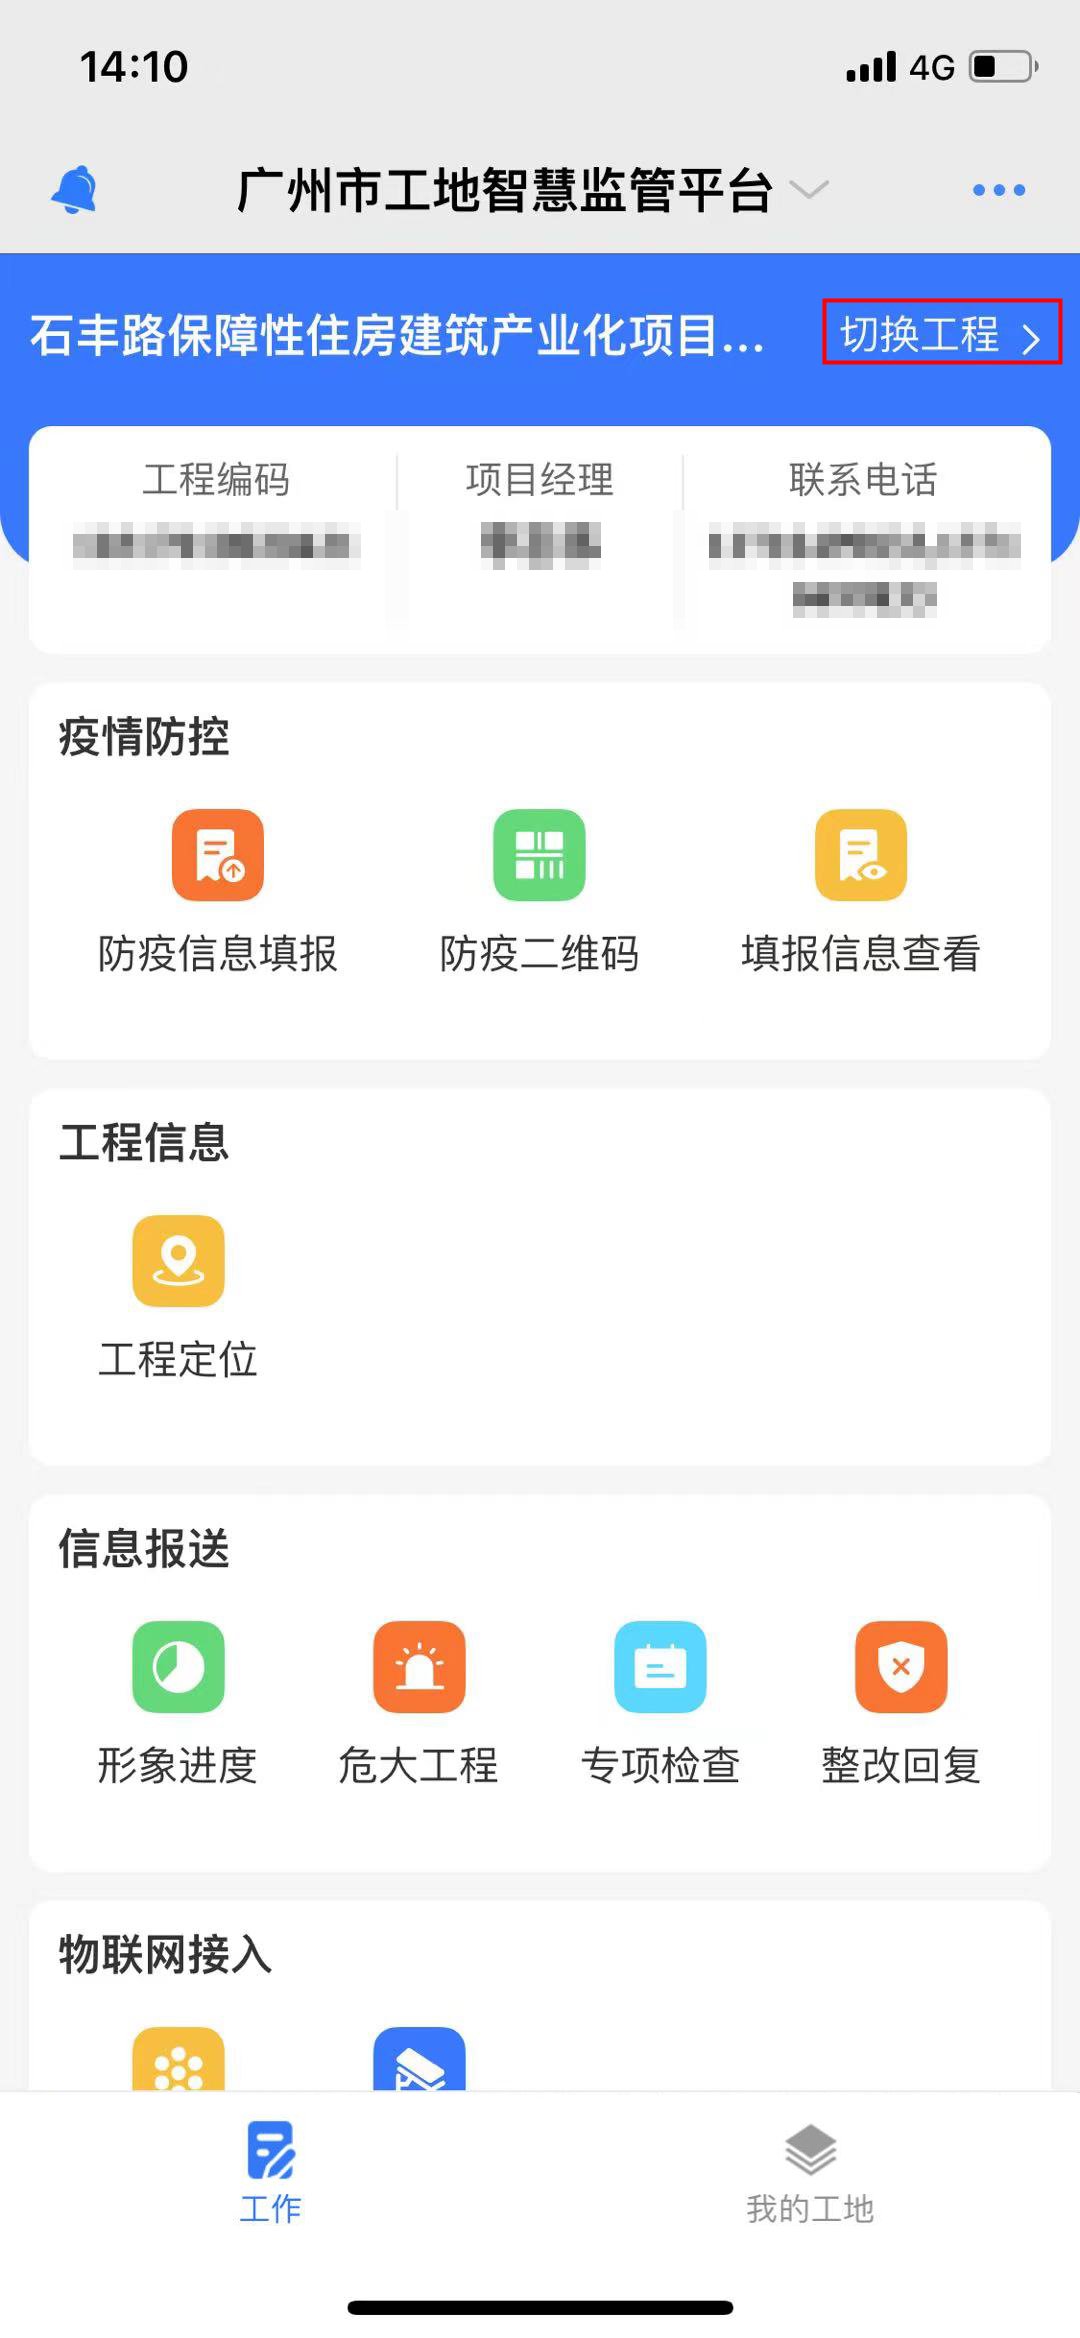 14:10
4G
广州市工地智慧监管平台
石丰路保障性住房建筑产业化项目...
切换工程
工程编码
项目经理
联系电话
疫情防控
防疫信息填报
防疫二维码
填报信息查看
工程信息
工程定位
信息报送
形象进度
危大工程
专项检查
整改回复
物联网接入
工作
我的工地